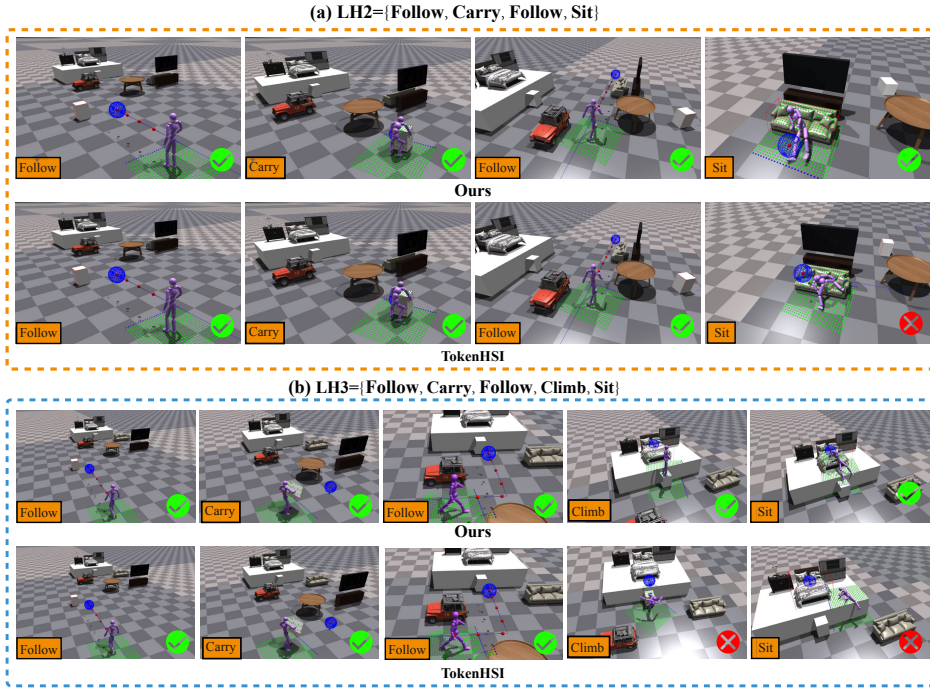 (a) LH2={Follow, Carry, Follow, Sit}
Follow
Carry
Follow
Sit
Ours
Follow
Carry
Follow
Sit
TokenHSI
(b) LH3={Follow, Carry, Follow, Climb, Sit}
Follow
Carry
Follow
Climb
Sit
Ours
Follow
Carry
Follow
Climb
Sit
TokenHSI